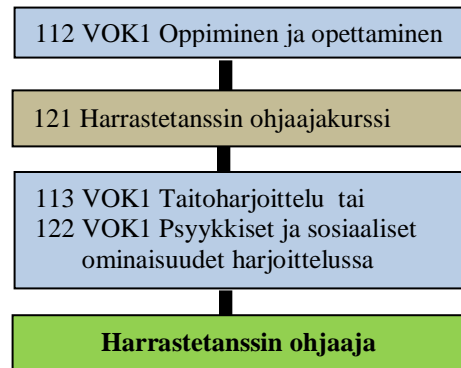 112 VOK1 Oppiminen ja opettaminen
121 Harrastetanssin ohjaajakurssi
113 VOK1 Taitoharjoittelu tai
122 VOK1 Psyykkiset ja sosiaaliset
ominaisuudet harjoittelussa
Harrastetanssin ohjaaja